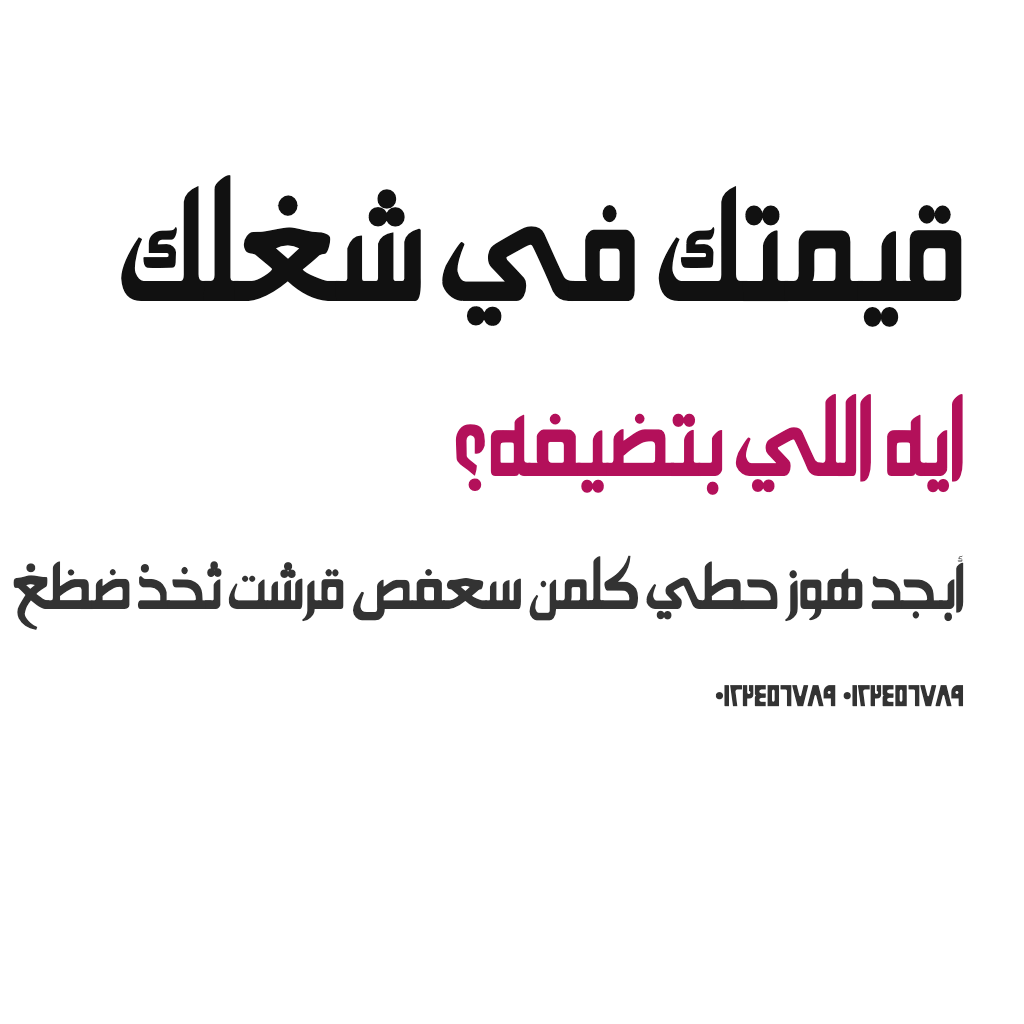 قيمتك في شغلك
ايه اللي بتضيفه؟
أبجد هوز حطي كلمن سعفص قرشت ثخذ ضظغ
٠١٢٣٤٥٦٧٨٩ ٠١٢٣٤٥٦٧٨٩